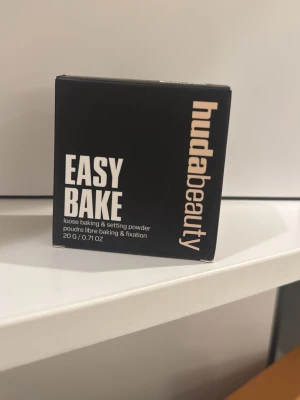 EASY
BAKE
loose baking & setting powder
poudre libre baking & fixation
20 G / 0.71 OZ
hudabeauty